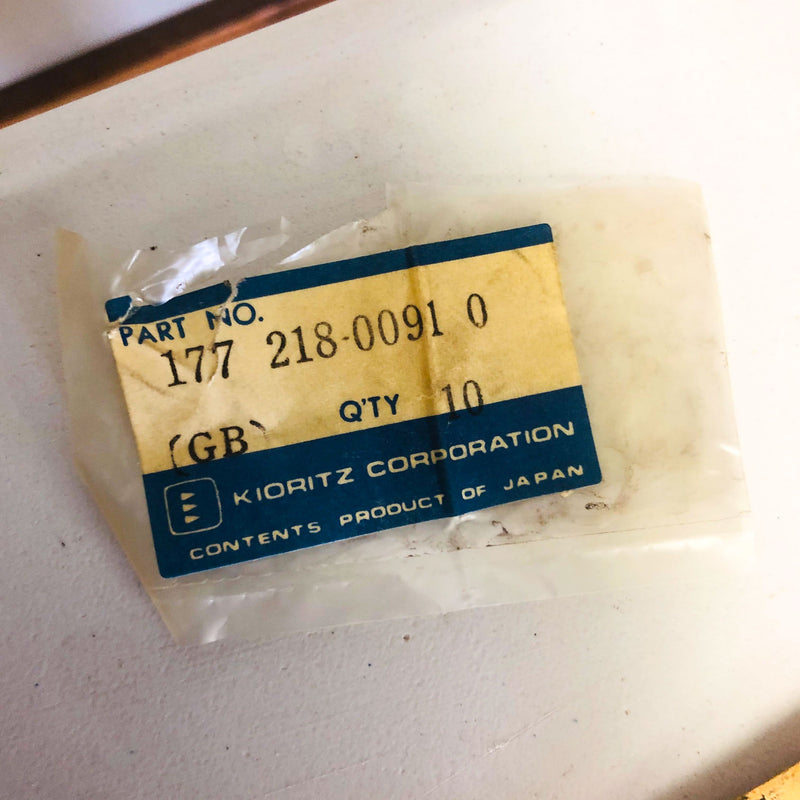 PART NO.
177 218-0091 0
Q'TY 10
(GB)
KIORITZ CORPORATION
CONTENTS PRODUCT OF JAPAN